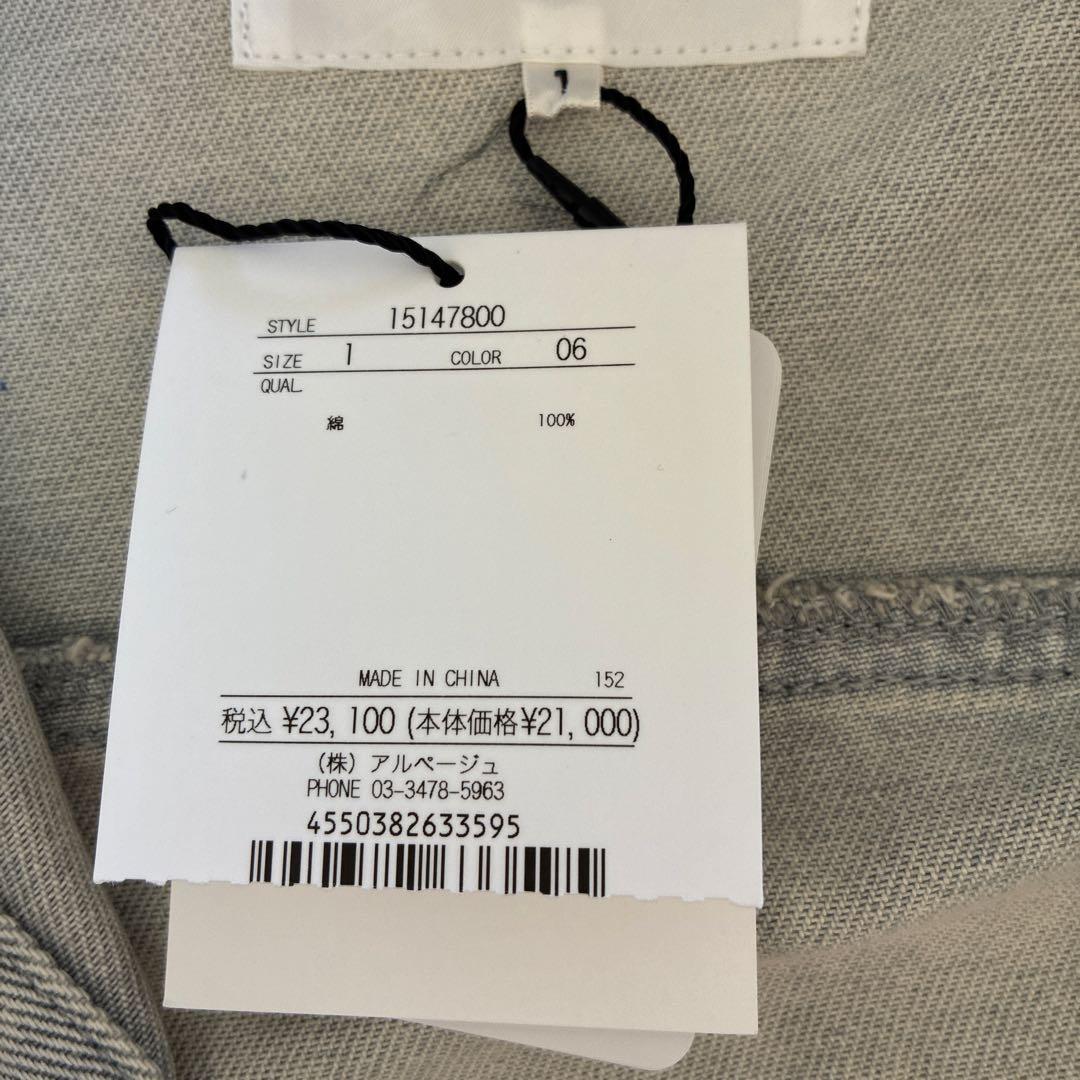 1
STYLE 15147800
SIZE 1 COLOR 06
QUAL.
綿 100%
MADE IN CHINA 152
税込 ¥23,100 (本体価格¥21,000)
(株) アルページュ
PHONE 03-3478-5963
4550382633595